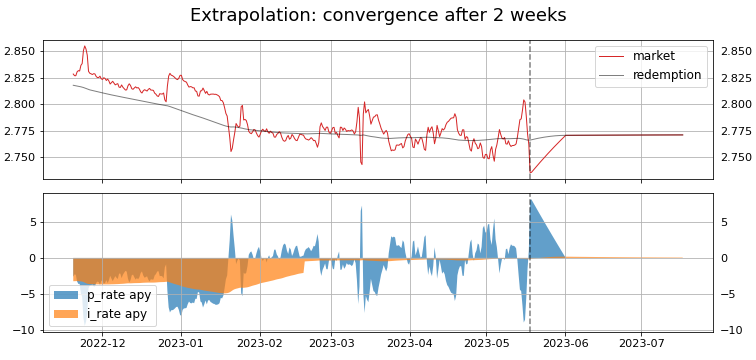 Extrapolation: convergence after 2 weeks
2.850 2.850
2.825 2.825
2.800 2.800
2.775 2.775
2.750 2.750
market
redemption
5 5
0 0
−5 −5
−10 −10
p_rate apy
i_rate apy
2022-12 2023-01 2023-02 2023-03 2023-04 2023-05 2023-06 2023-07